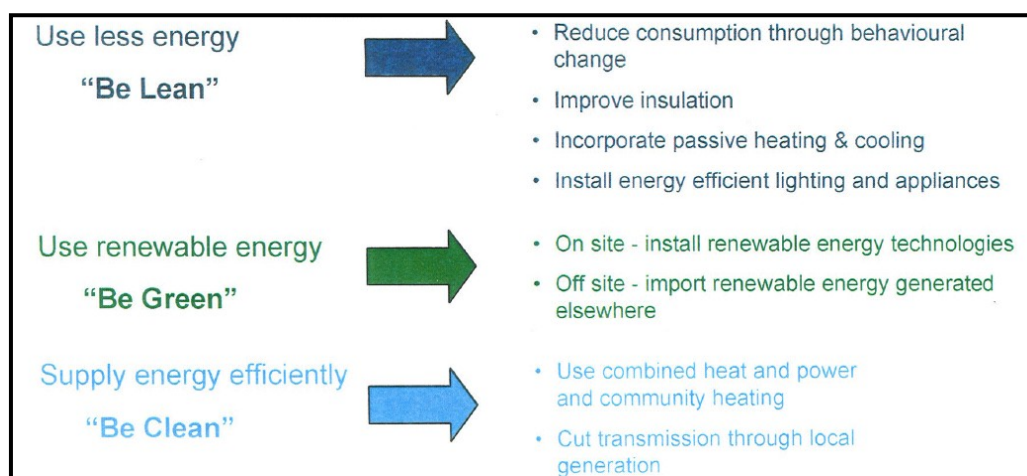 Use less energy
“Be Lean”
• Reduce consumption through behavioural
change
• Improve insulation
• Incorporate passive heating & cooling
• Install energy efficient lighting and appliances
Use renewable energy
“Be Green”
• On site - install renewable energy technologies
• Off site - import renewable energy generated
elsewhere
Supply energy efficiently
“Be Clean”
• Use combined heat and power
and community heating
• Cut transmission through local
generation